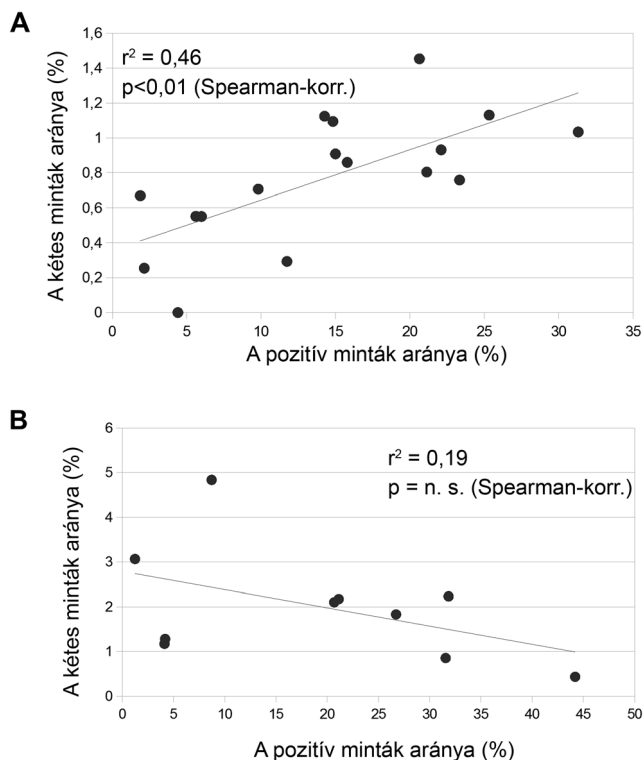 A
r² = 0,46
p<0,01 (Spearman-korr.)
A kétes minták aránya (%)
1,6
1,4
1,2
1
0,8
0,6
0,4
0,2
0
0 5 10 15 20 25 30 35
A pozitív minták aránya (%)
B
r² = 0,19
p = n. s. (Spearman-korr.)
A kétes minták aránya (%)
6
5
4
3
2
1
0
0 5 10 15 20 25 30 35 40 45 50
A pozitív minták aránya (%)